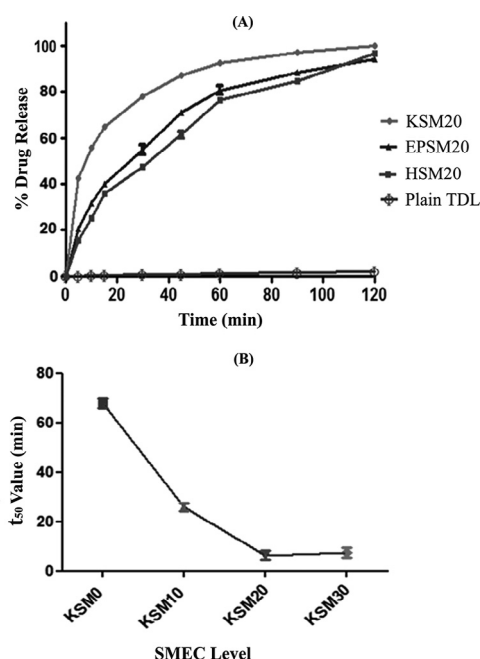 (A)
100
80
60
40
20
0
% Drug Release
0 20 40 60 80 100 120
Time (min)
KSM20
EPSM20
HSM20
Plain TDL
(B)
80
60
40
20
0
t₅₀ Value (min)
KSM0 KSM10 KSM20 KSM30
SMEC Level